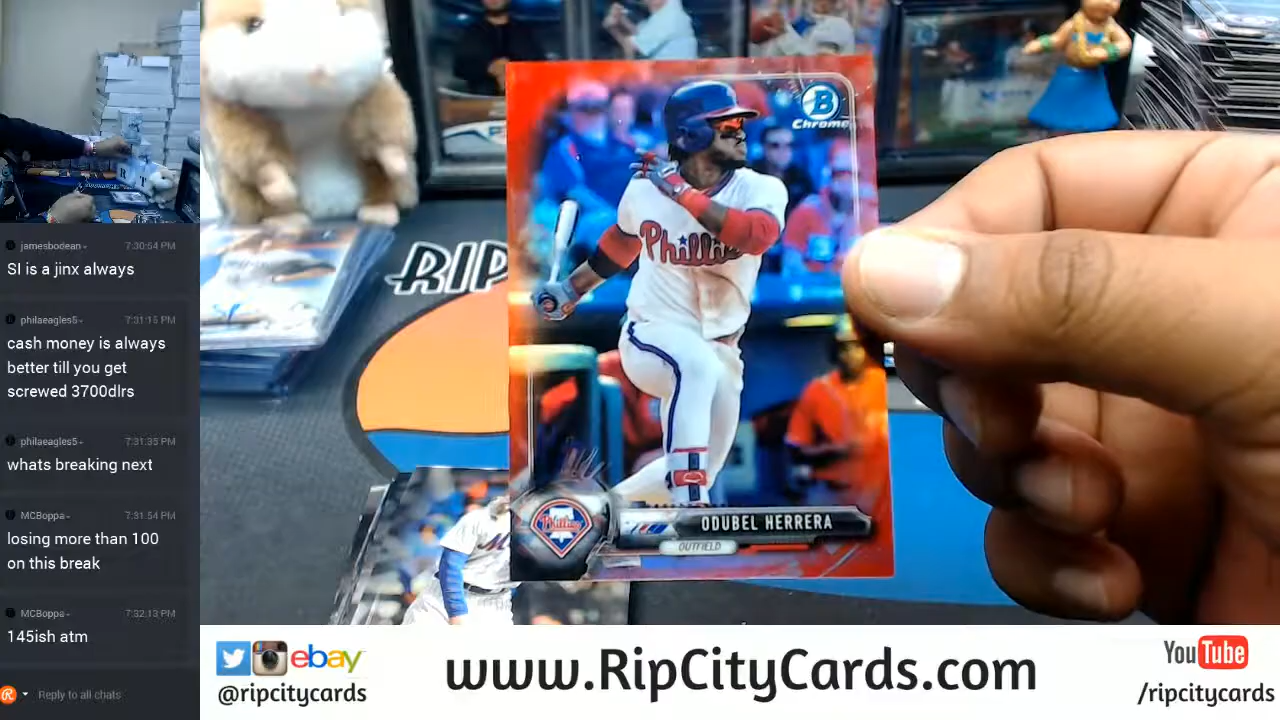 jamesbodean
7:30:54 PM
SI is a jinx always
philaeagles5
7:31:15 PM
cash money is always
better till you get
screwed 3700dlrs
philaeagles5
7:31:35 PM
whats breaking next
MCBoppa
7:31:54 PM
losing more than 100
on this break
MCBoppa
7:32:13 PM
145ish atm
Reply to all chats
RIP
B
Chrome
Phillies
Phillies
ODUBEL HERRERA
OUTFIELD
ebay
@ripcitycards
www.RipCityCards.com
YouTube
/ripcitycards